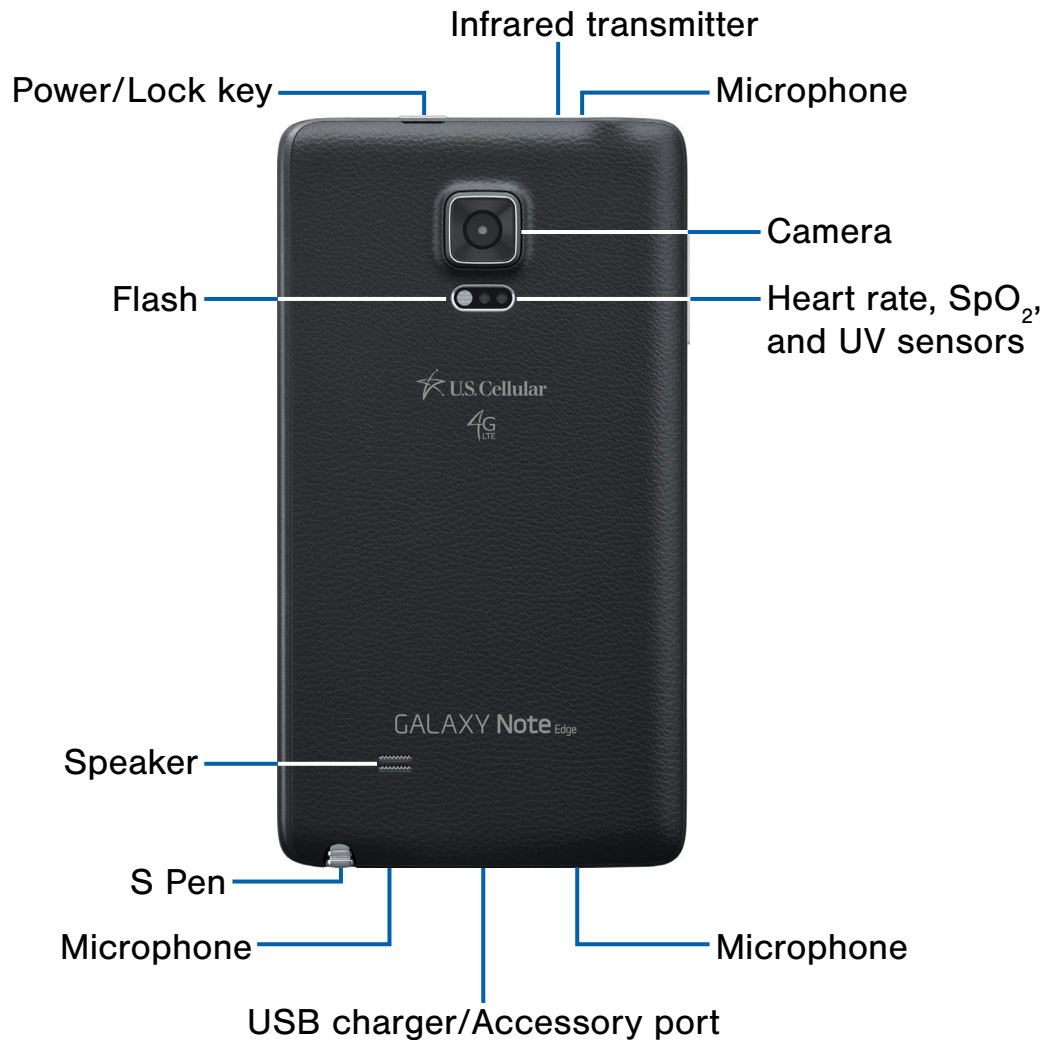 Infrared transmitter
Power/Lock key
Microphone
Camera
Flash
Heart rate, SpO₂,
and UV sensors
U.S. Cellular
4G
LTE
GALAXY Note Edge
Speaker
S Pen
Microphone
Microphone
USB charger/Accessory port